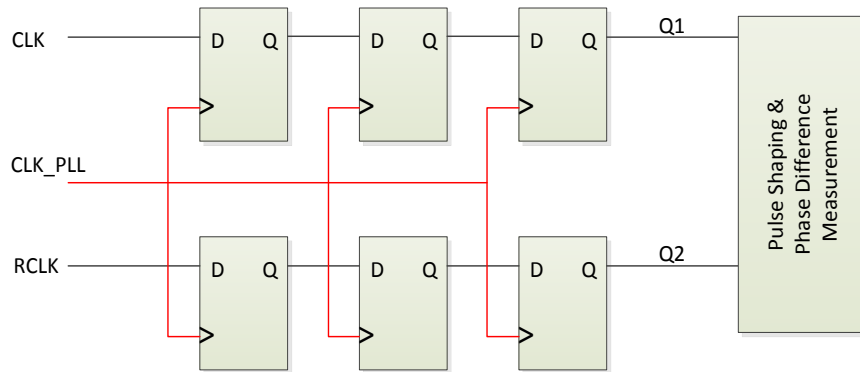 CLK
D Q
D Q
D Q
Q1
CLK_PLL
RCLK
D Q
D Q
D Q
Q2
Pulse Shaping &
Phase Difference
Measurement